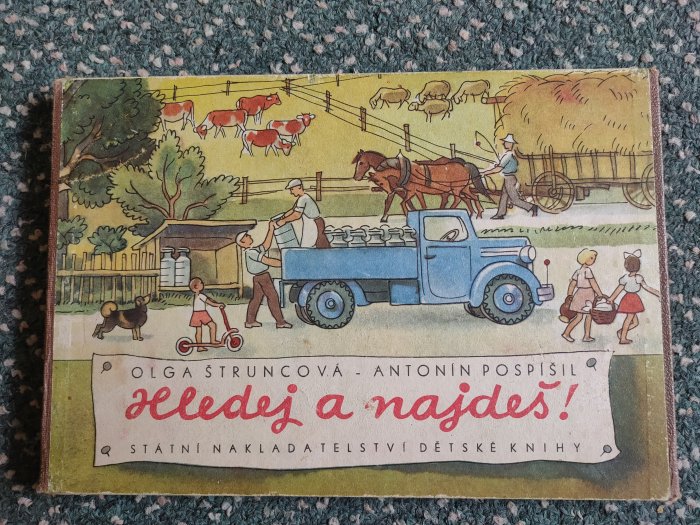 OLGA ŠTRUNCOVÁ - ANTONÍN POSPÍŠIL
Hledej a najdeš!
STÁTNÍ NAKLADATELSTVÍ DĚTSKÉ KNIHY